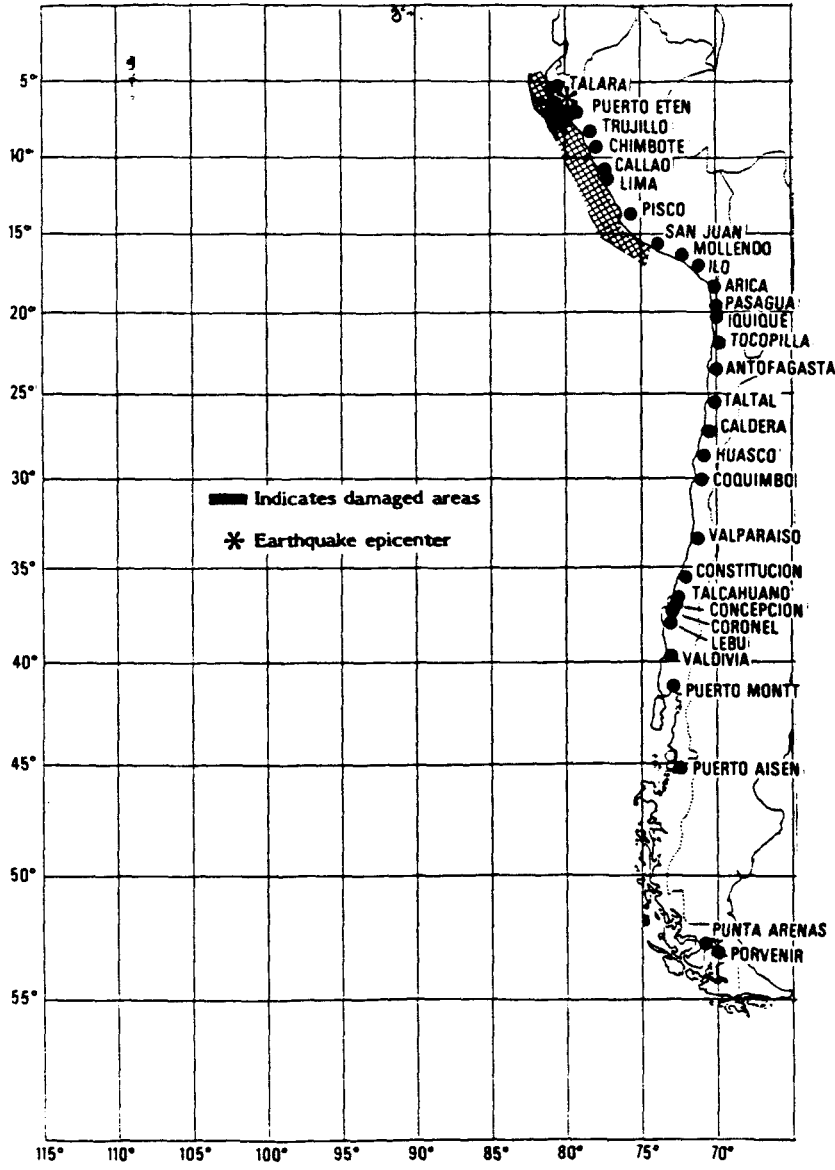 5°
TALARA
PUERTO ETEN
TRUJILLO
CHIMBOTE
10°
CALLAO
LIMA
PISCO
15°
SAN JUAN
MOLLENDO
ILO
ARICA
PASAGUA
20°
IQUIQUE
TOCOPILLA
ANTOFAGASTA
25°
TALTAL
CALDERA
HUASCO
30°
COQUIMBO
Indicates damaged areas
VALPARAISO
Earthquake epicenter
35°
CONSTITUCION
TALCAHUANO
CONCEPCION
CORONEL
LEBU
40°
VALDIVIA
PUERTO MONTT
45°
PUERTO AISEN
50°
PUNTA ARENAS
PORVENIR
55°
115° 110° 105° 100° 95° 90° 85° 80° 75° 70° 65°